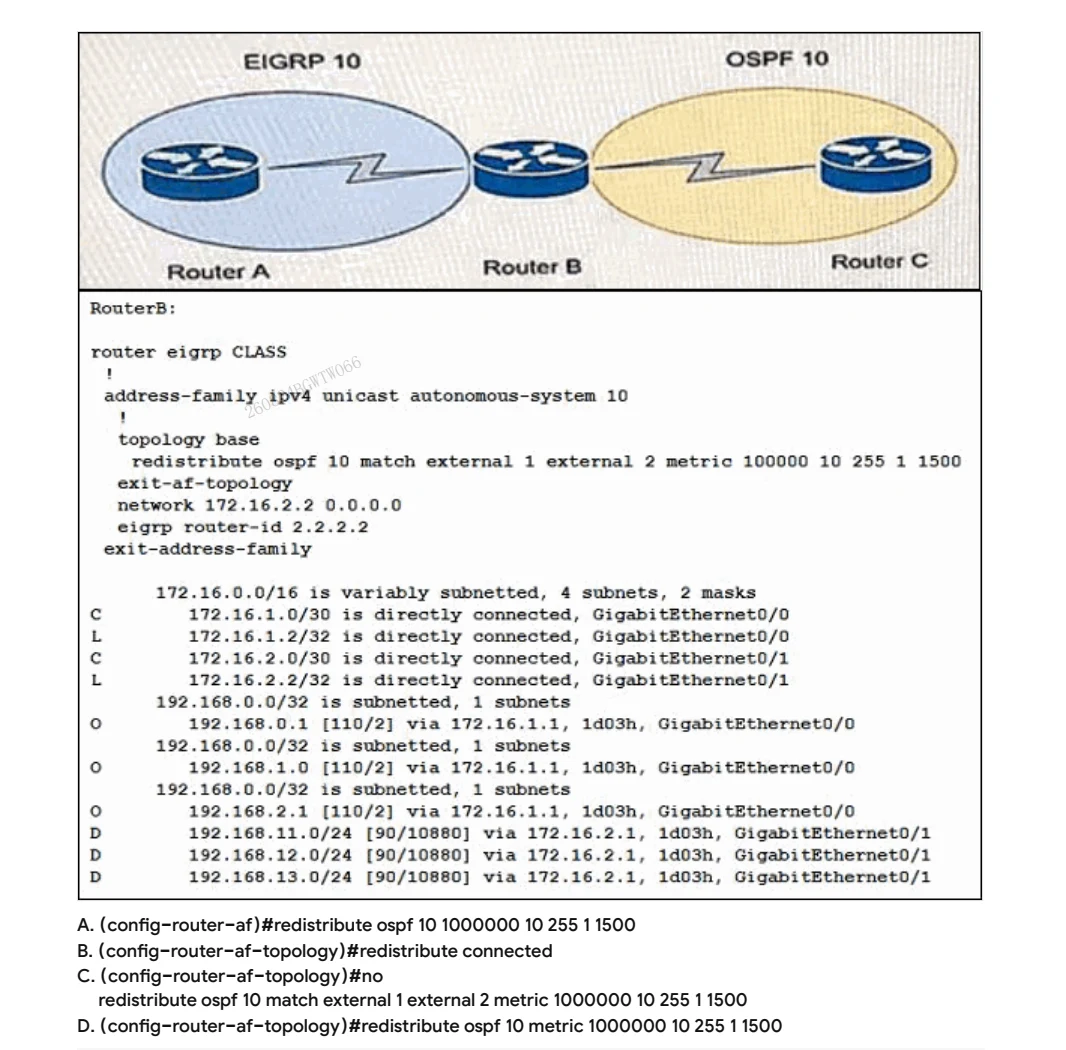 EIGRP 10
OSPF 10
Router A
Router B
Router C
RouterB:
router eigrp CLASS
!
address-family ipv4 unicast autonomous-system 10
!
topology base
redistribute ospf 10 match external 1 external 2 metric 100000 10 255 1 1500
exit-af-topology
network 172.16.2.2 0.0.0.0
eigrp router-id 2.2.2.2
exit-address-family
172.16.0.0/16 is variably subnetted, 4 subnets, 2 masks
C 172.16.1.0/30 is directly connected, GigabitEthernet0/0
L 172.16.1.2/32 is directly connected, GigabitEthernet0/0
C 172.16.2.0/30 is directly connected, GigabitEthernet0/1
L 172.16.2.2/32 is directly connected, GigabitEthernet0/1
192.168.0.0/32 is subnetted, 1 subnets
O 192.168.0.1 [110/2] via 172.16.1.1, 1d03h, GigabitEthernet0/0
192.168.0.0/32 is subnetted, 1 subnets
O 192.168.1.0 [110/2] via 172.16.1.1, 1d03h, GigabitEthernet0/0
192.168.0.0/32 is subnetted, 1 subnets
O 192.168.2.1 [110/2] via 172.16.1.1, 1d03h, GigabitEthernet0/0
D 192.168.11.0/24 [90/10880] via 172.16.2.1, 1d03h, GigabitEthernet0/1
D 192.168.12.0/24 [90/10880] via 172.16.2.1, 1d03h, GigabitEthernet0/1
D 192.168.13.0/24 [90/10880] via 172.16.2.1, 1d03h, GigabitEthernet0/1
A. (config-router-af)#redistribute ospf 10 1000000 10 255 1 1500
B. (config-router-af-topology)#redistribute connected
C. (config-router-af-topology)#no
redistribute ospf 10 match external 1 external 2 metric 1000000 10 255 1 1500
D. (config-router-af-topology)#redistribute ospf 10 metric 1000000 10 255 1 1500